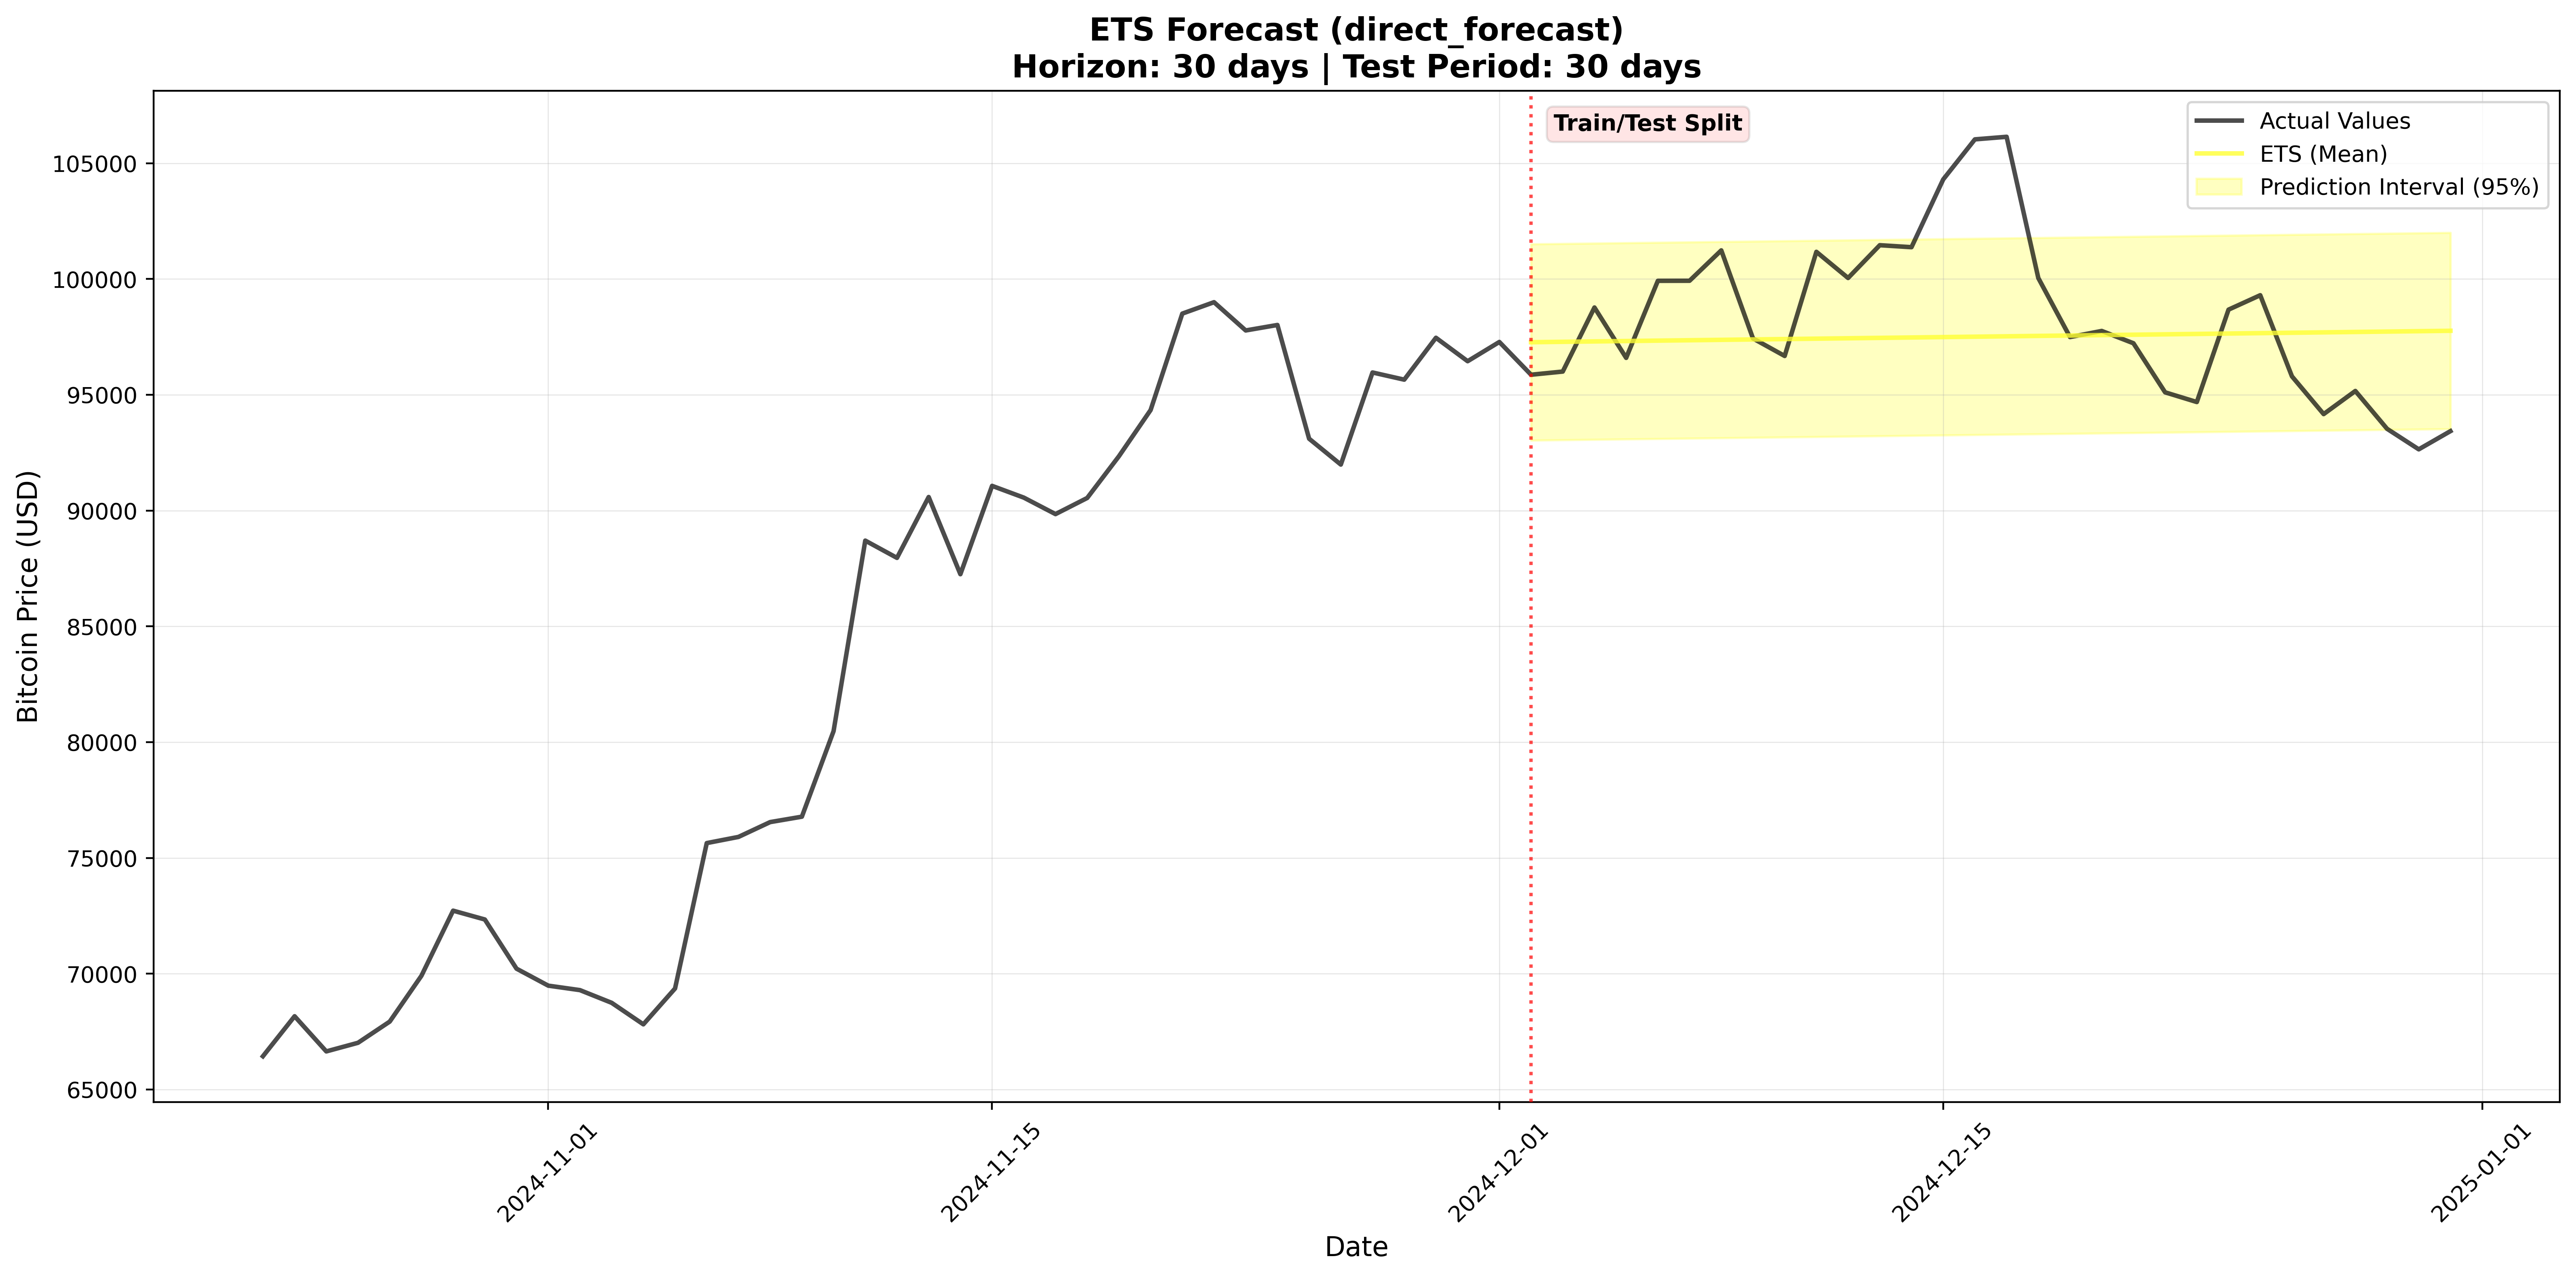 ETS Forecast (direct_forecast)
Horizon: 30 days | Test Period: 30 days
Train/Test Split
Actual Values
ETS (Mean)
Prediction Interval (95%)
Bitcoin Price (USD)
105000
100000
95000
90000
85000
80000
75000
70000
65000
2024-11-01
2024-11-15
2024-12-01
2024-12-15
2025-01-01
Date